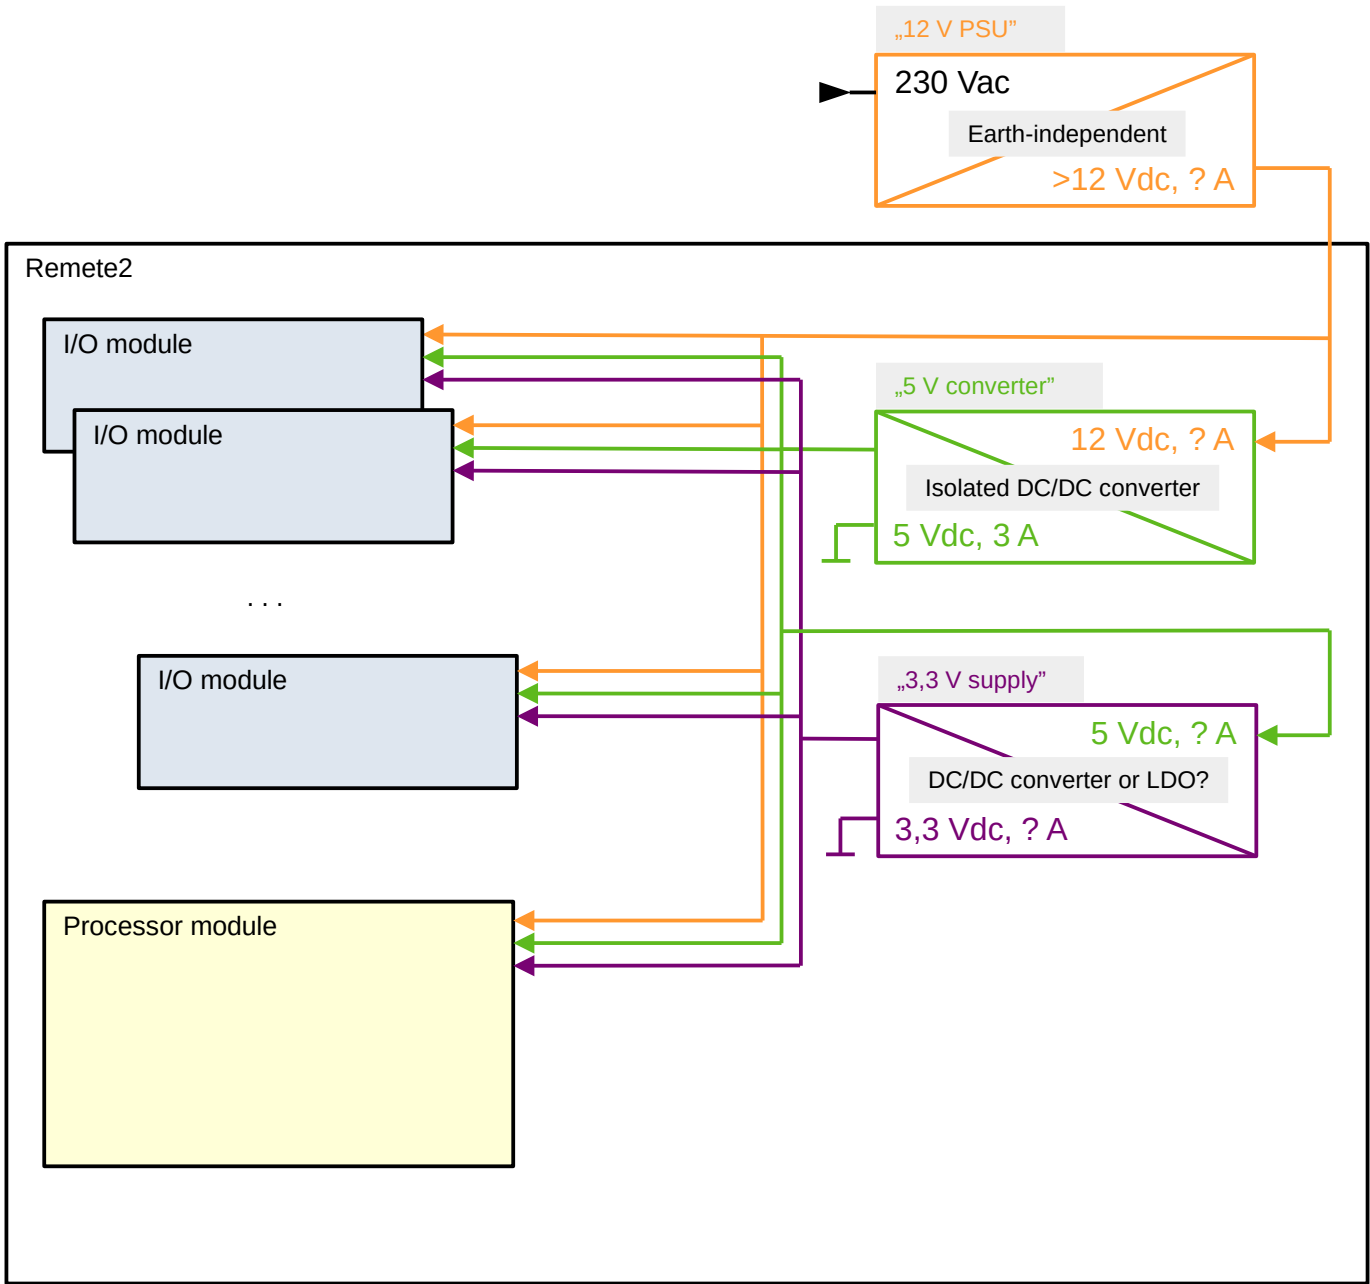 „12 V PSU”
230 Vac
Earth-independent
>12 Vdc, ? A
Remete2
I/O module
I/O module
„5 V converter”
12 Vdc, ? A
Isolated DC/DC converter
5 Vdc, 3 A
. . .
I/O module
„3,3 V supply”
5 Vdc, ? A
DC/DC converter or LDO?
3,3 Vdc, ? A
Processor module